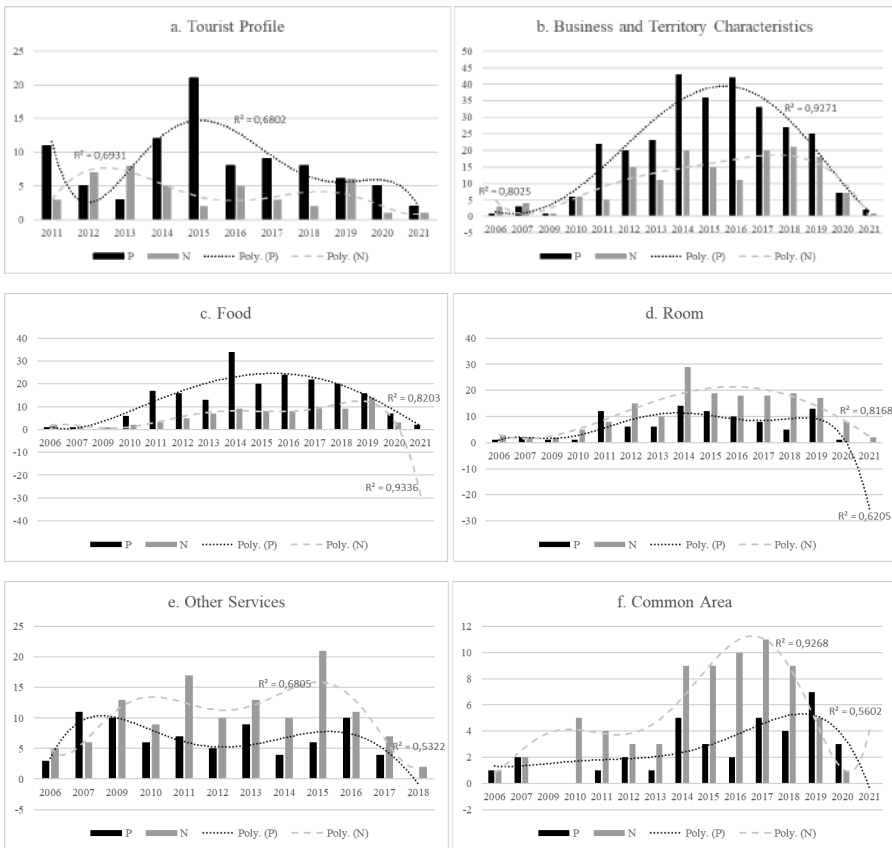 a. Tourist Profile
25
20
15
10
5
0
R² = 0,6802
R² = 0,6931
2011 2012 2013 2014 2015 2016 2017 2018 2019 2020 2021
P N Poly. (P) Poly. (N)
b. Business and Territory Characteristics
50
45
40
35
30
25
20
15
10
5
0
-5
R² = 0,9271
R² = 0,8025
2006 2007 2009 2010 2011 2012 2013 2014 2015 2016 2017 2018 2019 2020 2021
P N Poly. (P) Poly. (N)
c. Food
40
30
20
10
0
-10
-20
-30
-40
R² = 0,8203
2006 2007 2009 2010 2011 2012 2013 2014 2015 2016 2017 2018 2019 2020 2021
R² = 0,9336
P N Poly. (P) Poly. (N)
d. Room
40
30
20
10
0
-10
-20
-30
R² = 0,8168
2006 2007 2009 2010 2011 2012 2013 2014 2015 2016 2017 2018 2019 2020 2021
R² = 0,6205
P N Poly. (P) Poly. (N)
e. Other Services
25
20
15
10
5
0
-5
R² = 0,6805
R² = 0,5322
2006 2007 2009 2010 2011 2012 2013 2014 2015 2016 2017 2018
P N Poly. (P) Poly. (N)
f. Common Area
12
10
8
6
4
2
0
-2
R² = 0,9268
R² = 0,5602
2006 2007 2009 2010 2011 2012 2013 2014 2015 2016 2017 2018 2019 2020 2021
P N Poly. (P) Poly. (N)